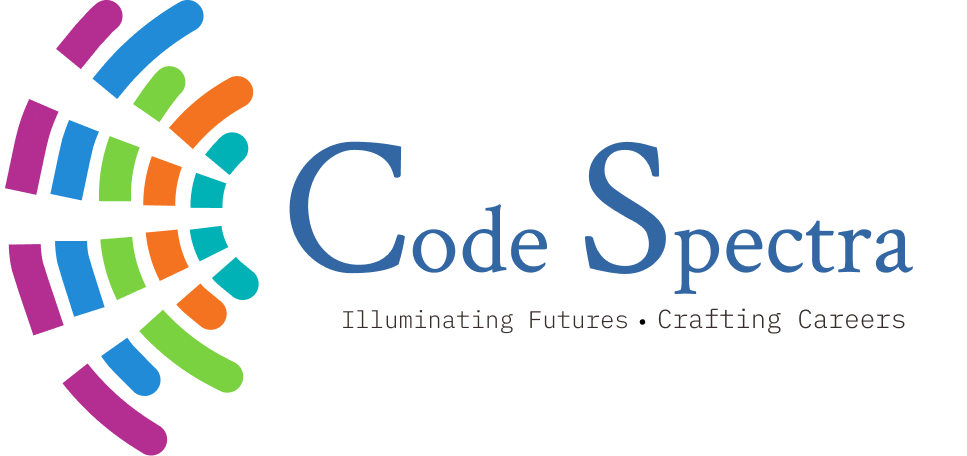 Code Spectra
Illuminating Futures • Crafting Careers